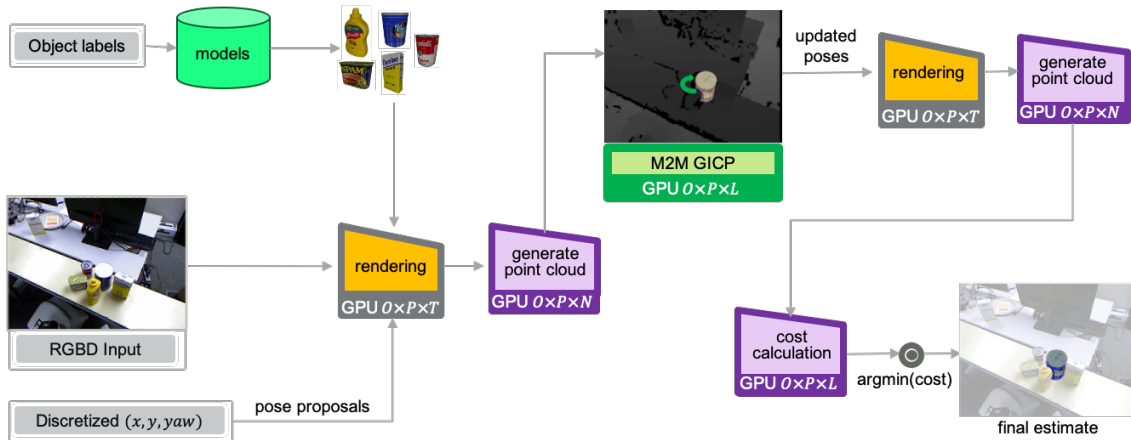 Object labels
models
SPAM
updated
poses
rendering
GPU O×P×T
generate
point cloud
GPU O×P×N
M2M GICP
GPU O×P×L
RGBD Input
rendering
GPU O×P×T
generate
point cloud
GPU O×P×N
cost
calculation
GPU O×P×L
argmin(cost)
final estimate
Discretized (x, y, yaw)
pose proposals